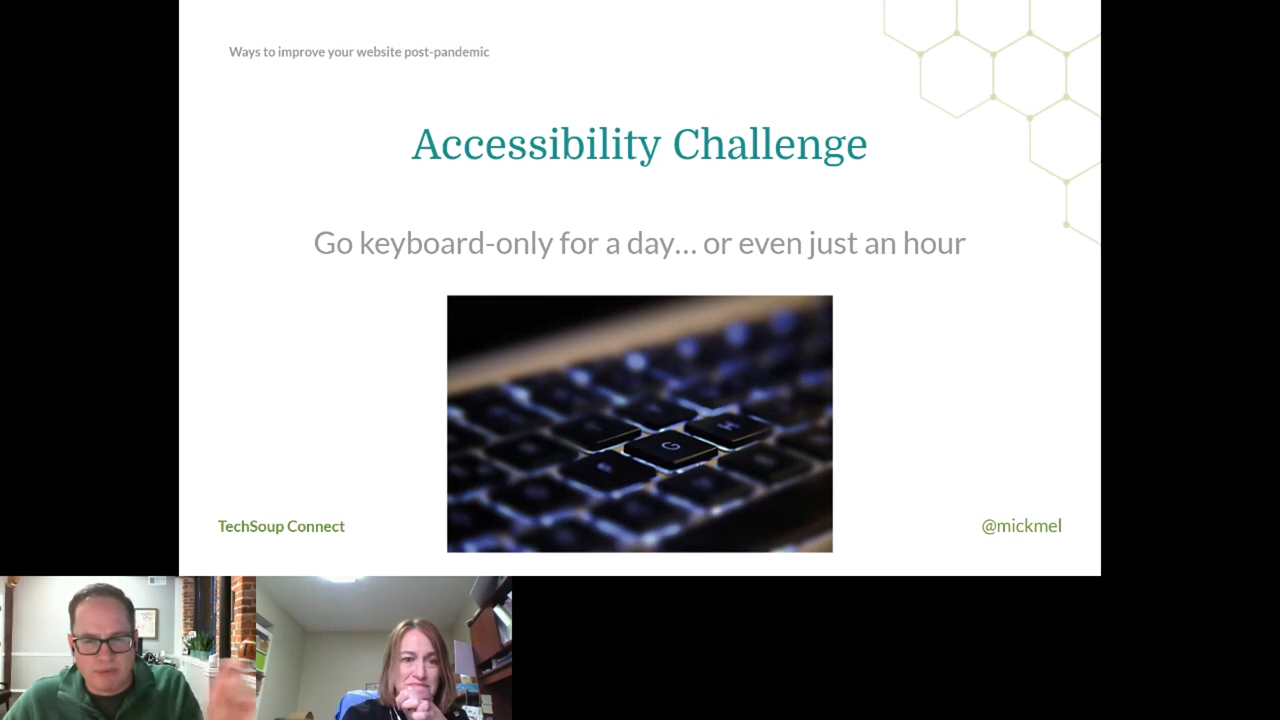 Ways to improve your website post-pandemic
Accessibility Challenge
Go keyboard-only for a day... or even just an hour
G
H
F
TechSoup Connect
@mickmel